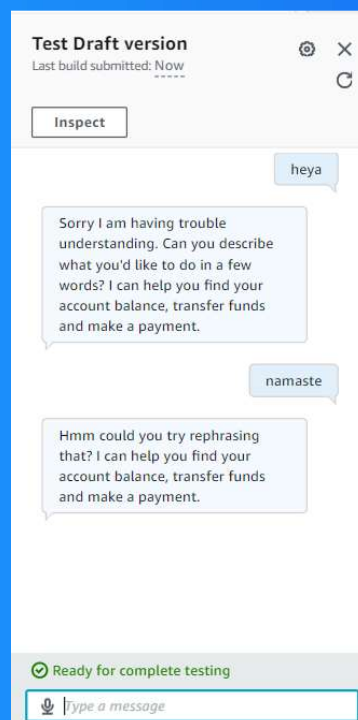 Test Draft version
Last build submitted: Now
Inspect
heya
Sorry I am having trouble
understanding. Can you describe
what you'd like to do in a few
words? I can help you find your
account balance, transfer funds
and make a payment.
namaste
Hmm could you try rephrasing
that? I can help you find your
account balance, transfer funds
and make a payment.
Ready for complete testing
Type a message